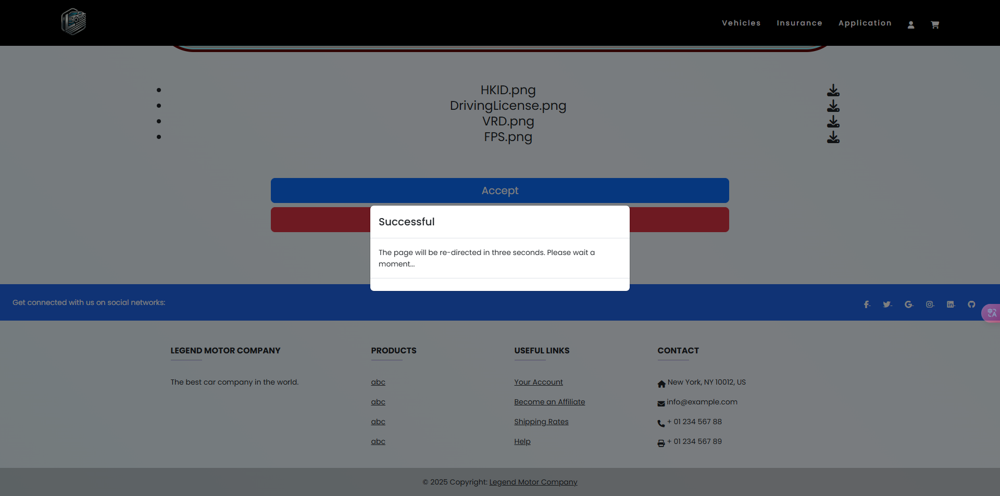 Vehicles Insurance Application
HKID.png
DrivingLicense.png
VRD.png
FPS.png
Accept
Successful
The page will be re-directed in three seconds. Please wait a
moment...
Get connected with us on social networks:
LEGEND MOTOR COMPANY
The best car company in the world.
PRODUCTS
abc
abc
abc
abc
USEFUL LINKS
Your Account
Become an Affiliate
Shipping Rates
Help
CONTACT
New York, NY 10012, US
info@example.com
+ 01 234 567 88
+ 01 234 567 89
© 2025 Copyright: Legend Motor Company